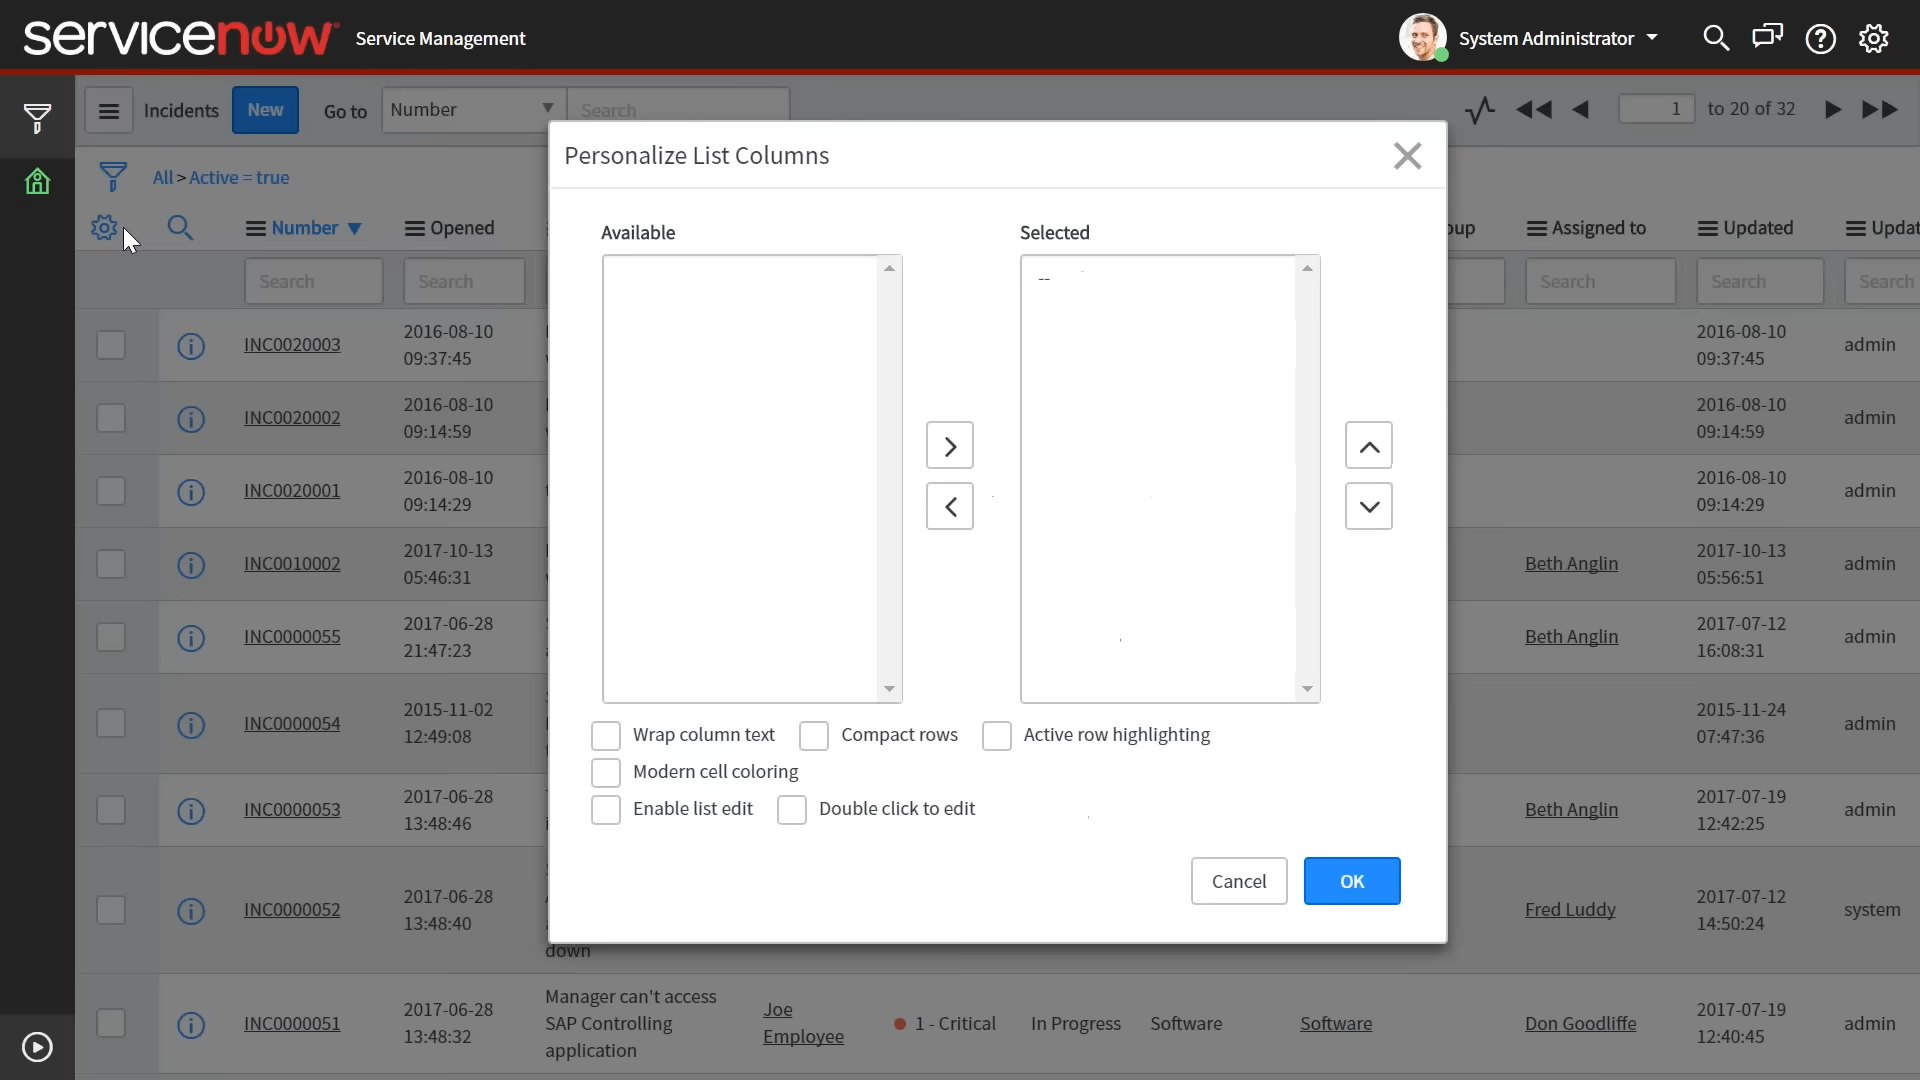 servicenow Service Management
System Administrator
Incidents New Go to Number Search
1 to 20 of 32
All > Active = true
Personalize List Columns
Number Opened
Assigned to Updated
Search Search
Search Search Search
Available Selected
INC0020003 2016-08-10 09:37:45 2016-08-10 09:37:45 admin
INC0020002 2016-08-10 09:14:59 2016-08-10 09:14:59 admin
INC0020001 2016-08-10 09:14:29 2016-08-10 09:14:29 admin
INC0010002 2017-10-13 05:46:31 Beth Anglin 2017-10-13 05:56:51 admin
INC0000055 2017-06-28 21:47:23 Beth Anglin 2017-07-12 16:08:31 admin
INC0000054 2015-11-02 12:49:08 2015-11-24 07:47:36 admin
Wrap column text Compact rows Active row highlighting
Modern cell coloring
Enable list edit Double click to edit
INC0000053 2017-06-28 13:48:46 Beth Anglin 2017-07-19 12:42:25 admin
Cancel OK
INC0000052 2017-06-28 13:48:40 down Fred Luddy 2017-07-12 14:50:24 system
INC0000051 2017-06-28 13:48:32 Manager can't access SAP Controlling application Joe Employee 1 - Critical In Progress Software Software Don Goodliffe 2017-07-19 12:40:45 admin